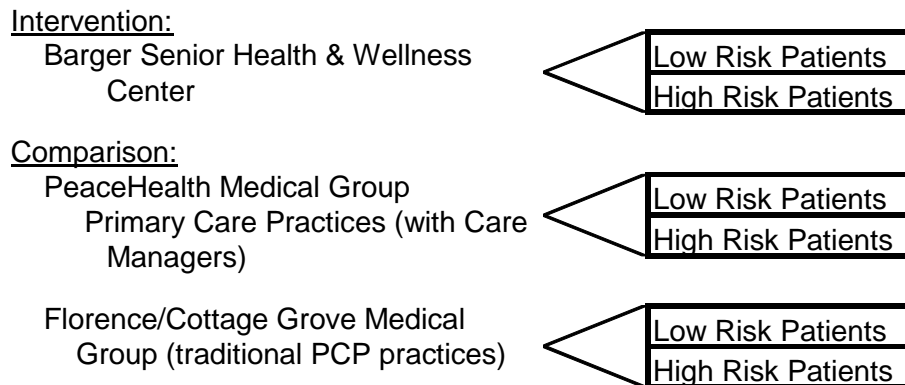 Intervention:
Barger Senior Health & Wellness
Center
Low Risk Patients
High Risk Patients
Comparison:
PeaceHealth Medical Group
Primary Care Practices (with Care
Managers)
Low Risk Patients
High Risk Patients
Florence/Cottage Grove Medical
Group (traditional PCP practices)
Low Risk Patients
High Risk Patients